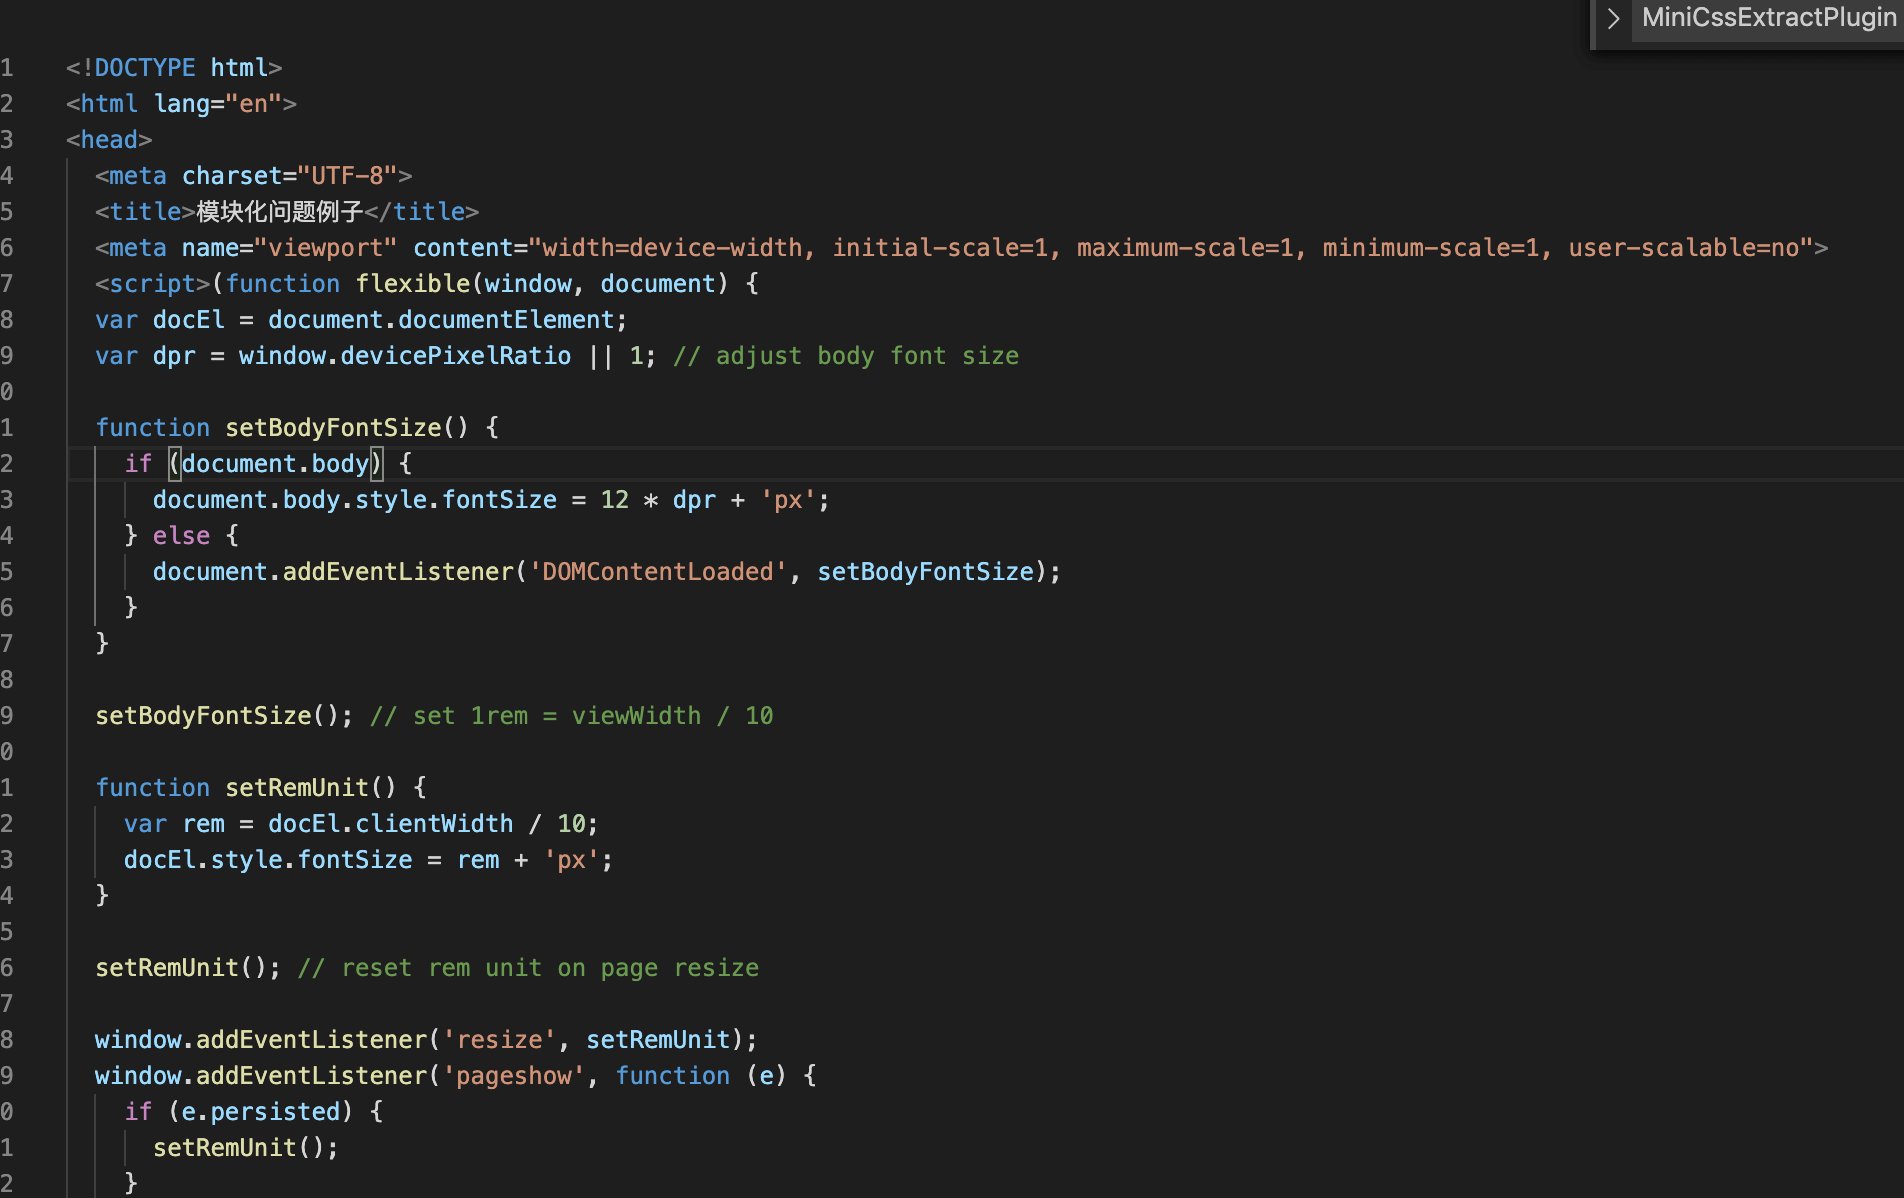 MiniCssExtractPlugin
1 <!DOCTYPE html>
2 <html lang="en">
3 <head>
4 <meta charset="UTF-8">
5 <title>模块化问题例子</title>
6 <meta name="viewport" content="width=device-width, initial-scale=1, maximum-scale=1, minimum-scale=1, user-scalable=no">
7 <script>(function flexible(window, document) {
8 var docEl = document.documentElement;
9 var dpr = window.devicePixelRatio || 1; // adjust body font size
0
1 function setBodyFontSize() {
2 if (document.body) {
3 document.body.style.fontSize = 12 * dpr + 'px';
4 } else {
5 document.addEventListener('DOMContentLoaded', setBodyFontSize);
6 }
7 }
8
9 setBodyFontSize(); // set 1rem = viewWidth / 10
0
1 function setRemUnit() {
2 var rem = docEl.clientWidth / 10;
3 docEl.style.fontSize = rem + 'px';
4 }
5
6 setRemUnit(); // reset rem unit on page resize
7
8 window.addEventListener('resize', setRemUnit);
9 window.addEventListener('pageshow', function (e) {
0 if (e.persisted) {
1 setRemUnit();
2 }